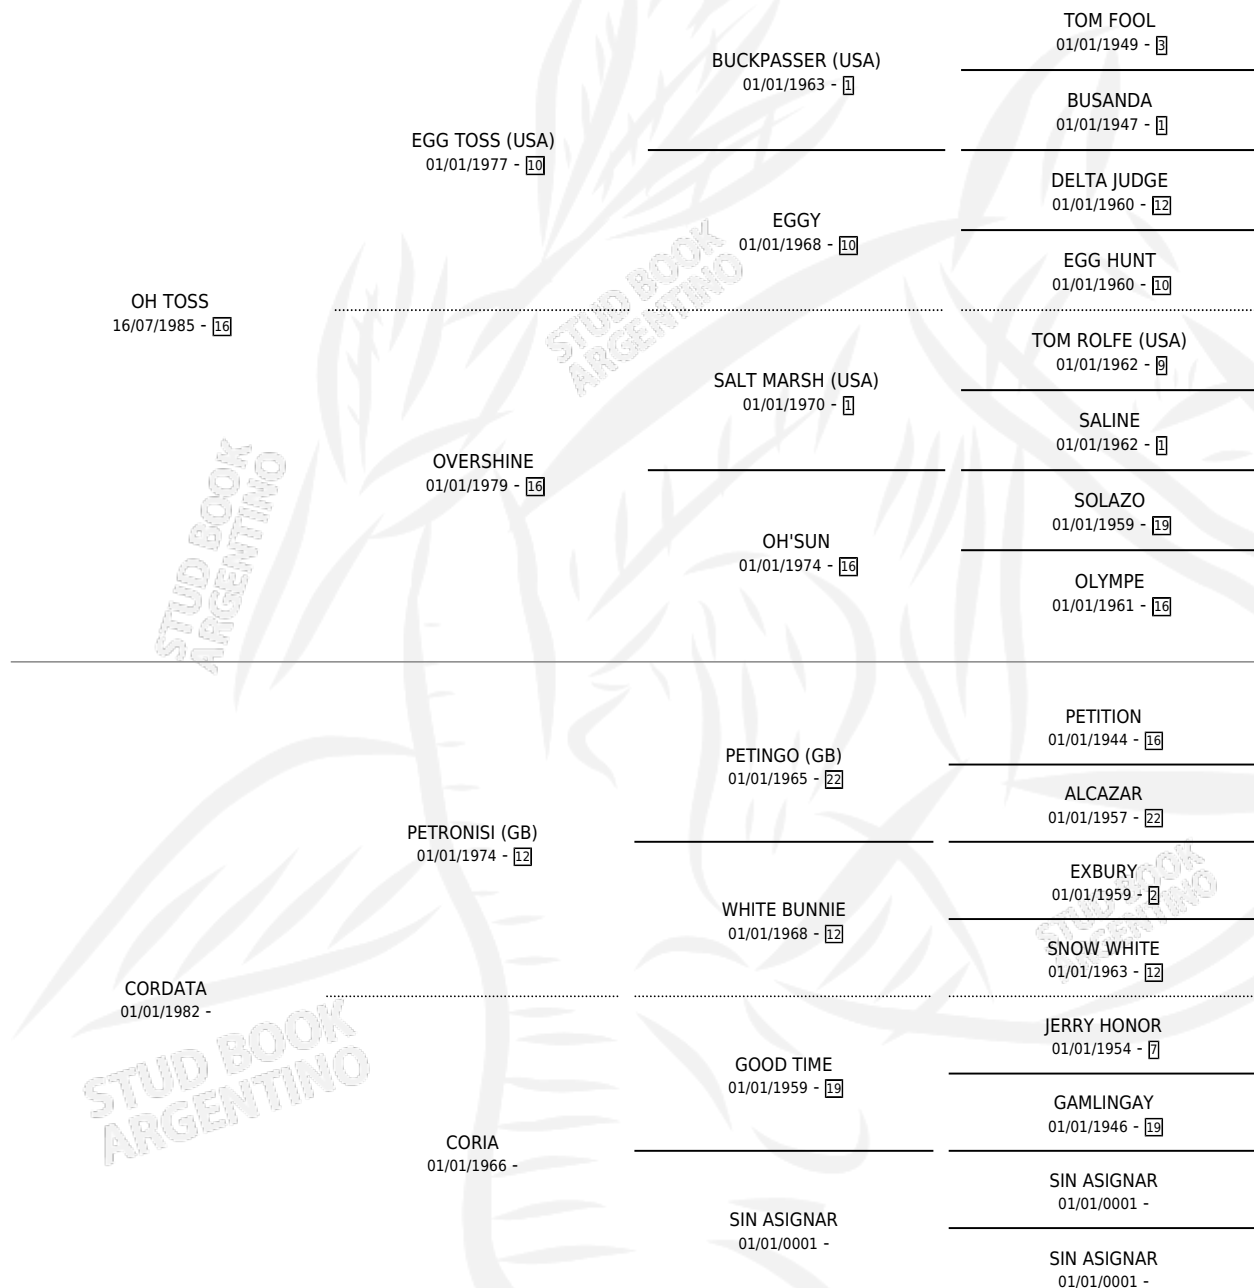 TOM FOOL
01/01/1949 - 3
BUCKPASSER (USA)
01/01/1963 - 1
BUSANDA
01/01/1947 - 1
EGG TOSS (USA)
01/01/1977 - 10
DELTA JUDGE
01/01/1960 - 12
EGGY
01/01/1968 - 10
EGG HUNT
01/01/1960 - 10
OH TOSS
16/07/1985 - 16
TOM ROLFE (USA)
01/01/1962 - 9
SALT MARSH (USA)
01/01/1970 - 1
SALINE
01/01/1962 - 1
OVERSHINE
01/01/1979 - 16
SOLAZO
01/01/1959 - 19
OH'SUN
01/01/1974 - 16
OLYMPE
01/01/1961 - 16
STUD BOOK
ARGENTINO
STUD BOOK
ARGENTINO
PETITION
01/01/1944 - 16
PETINGO (GB)
01/01/1965 - 22
ALCAZAR
01/01/1957 - 22
PETRONISI (GB)
01/01/1974 - 12
EXBURY
01/01/1959 - 2
WHITE BUNNIE
01/01/1968 - 12
SNOW WHITE
01/01/1963 - 12
CORDATA
01/01/1982 -
JERRY HONOR
01/01/1954 - 7
GOOD TIME
01/01/1959 - 19
GAMLINGAY
01/01/1946 - 19
CORIA
01/01/1966 -
SIN ASIGNAR
01/01/0001 -
SIN ASIGNAR
01/01/0001 -
SIN ASIGNAR
01/01/0001 -
STUD BOOK
ARGENTINO
STUD BOOK
ARGENTINO